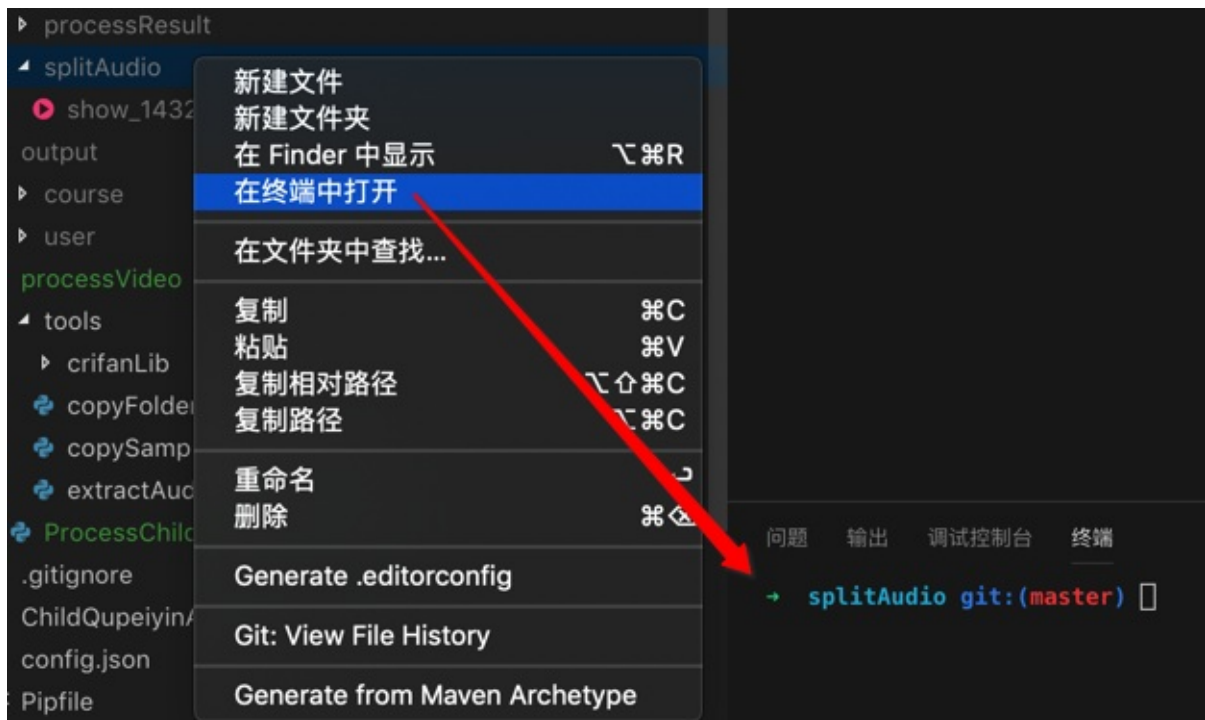 processResult
splitAudio
show_1432
output
course
user
processVideo
tools
crifanLib
copyFolder
copySamp
extractAud
ProcessChild
.gitignore
ChildQupeiyinA
config.json
Pipfile
新建文件
新建文件夹
在 Finder 中显示 ⌥⌘R
在终端中打开
在文件夹中查找...
复制 ⌘C
粘贴 ⌘V
复制相对路径 ⌥⇧⌘C
复制路径 ⌥⌘C
重命名 ↩
删除 ⌘⌫
Generate .editorconfig
Git: View File History
Generate from Maven Archetype
问题 输出 调试控制台 终端
➜ splitAudio git:(master)